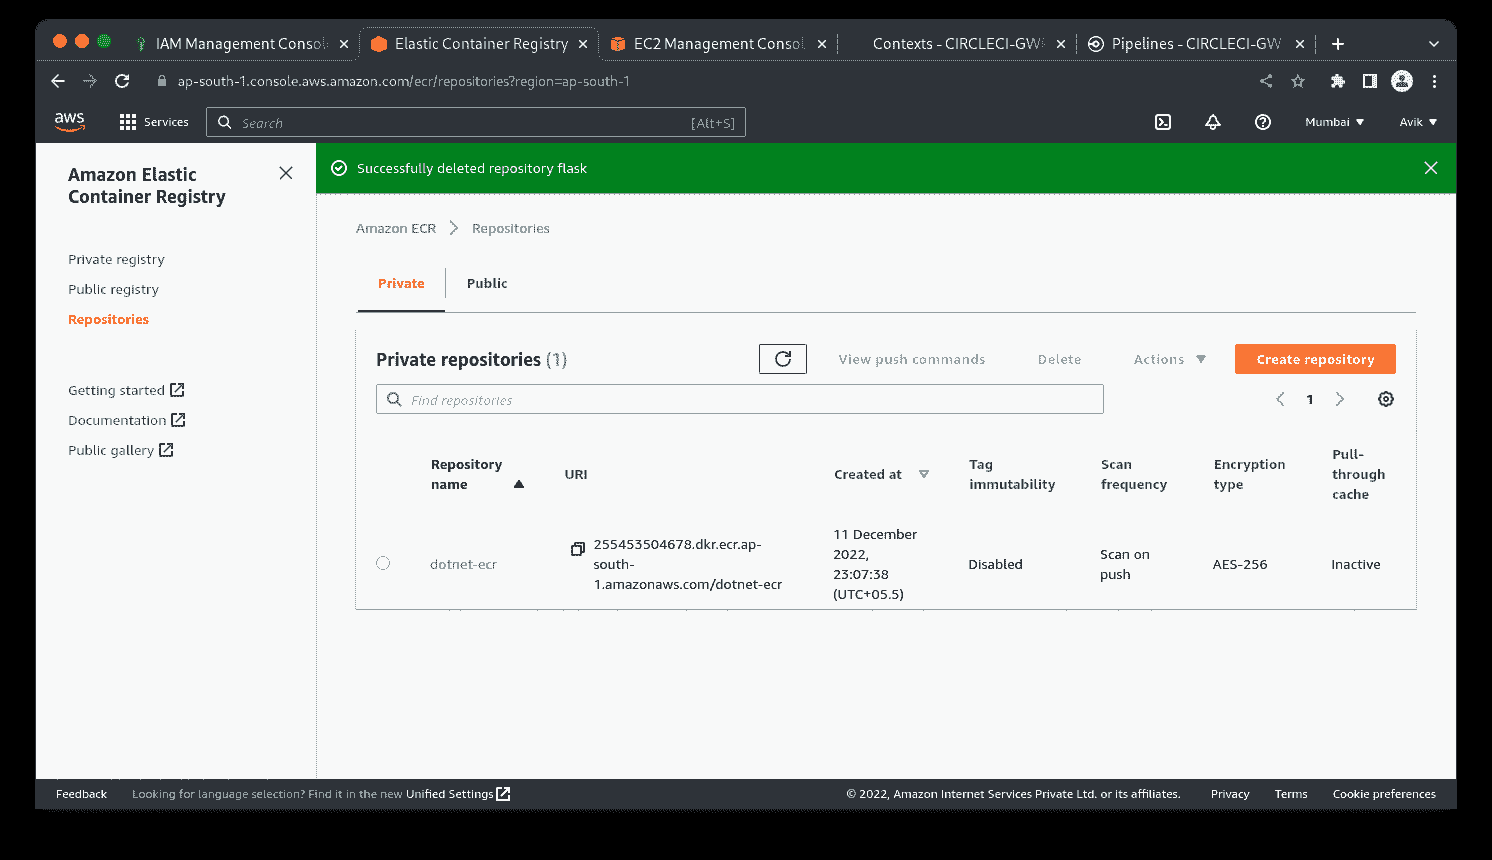 IAM Management Consol
Elastic Container Registry
EC2 Management Consol
Contexts - CIRCLECI-GW
Pipelines - CIRCLECI-GW
ap-south-1.console.aws.amazon.com/ecr/repositories?region=ap-south-1
aws
Services
Search
[Alt+S]
Mumbai
Avik
Amazon Elastic
Container Registry
Private registry
Public registry
Repositories
Getting started
Documentation
Public gallery
Successfully deleted repository flask
Amazon ECR
Repositories
Private
Public
Private repositories (1)
View push commands
Delete
Actions
Create repository
Find repositories
1
Repository
name
URI
Created at
Tag
immutability
Scan
frequency
Encryption
type
Pull-
through
cache
dotnet-ecr
255453504678.dkr.ecr.ap-
south-
1.amazonaws.com/dotnet-ecr
11 December
2022,
23:07:38
(UTC+05.5)
Disabled
Scan on
push
AES-256
Inactive
Feedback
Looking for language selection? Find it in the new Unified Settings
© 2022, Amazon Internet Services Private Ltd. or its affiliates.
Privacy
Terms
Cookie preferences